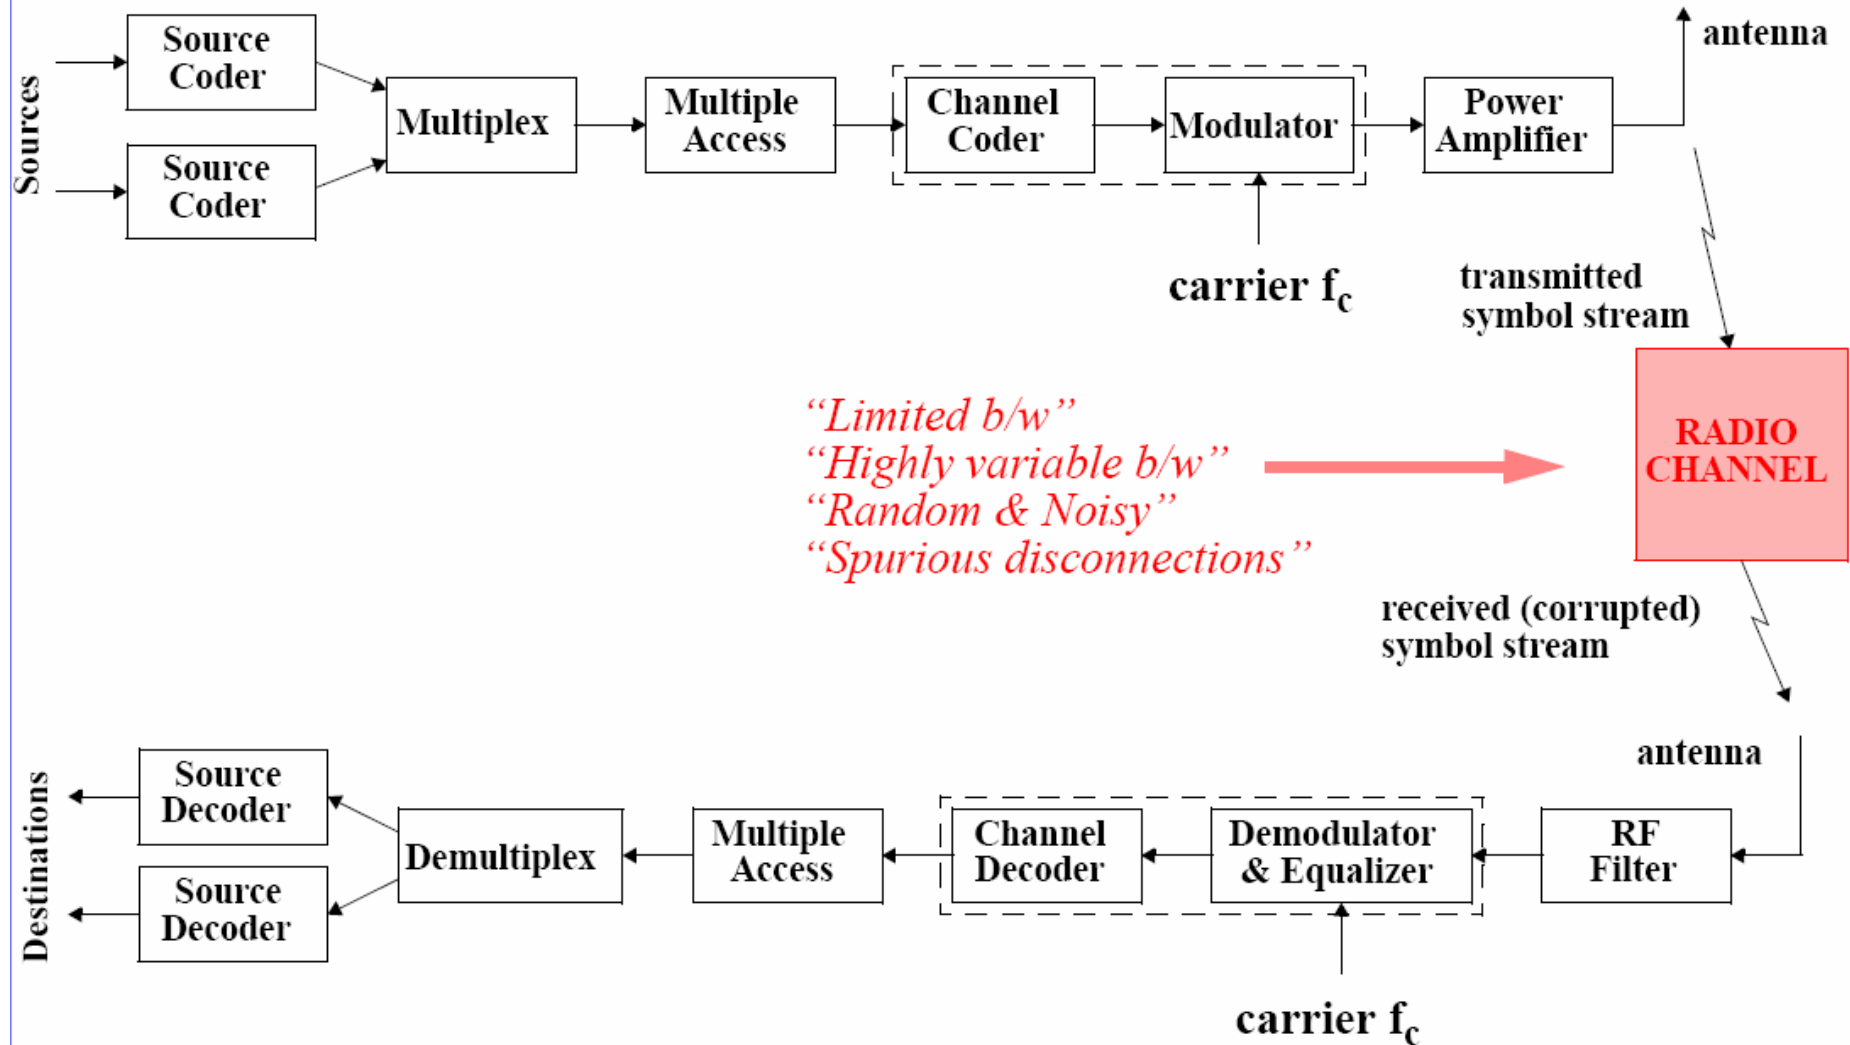 Sources
Source
Coder
Source
Coder
Multiplex
Multiple
Access
Channel
Coder
Modulator
Power
Amplifier
antenna
carrier fc
transmitted
symbol stream
“Limited b/w”
“Highly variable b/w”
“Random & Noisy”
“Spurious disconnections”
RADIO
CHANNEL
received (corrupted)
symbol stream
antenna
Destinations
Source
Decoder
Source
Decoder
Demultiplex
Multiple
Access
Channel
Decoder
Demodulator
& Equalizer
RF
Filter
carrier fc